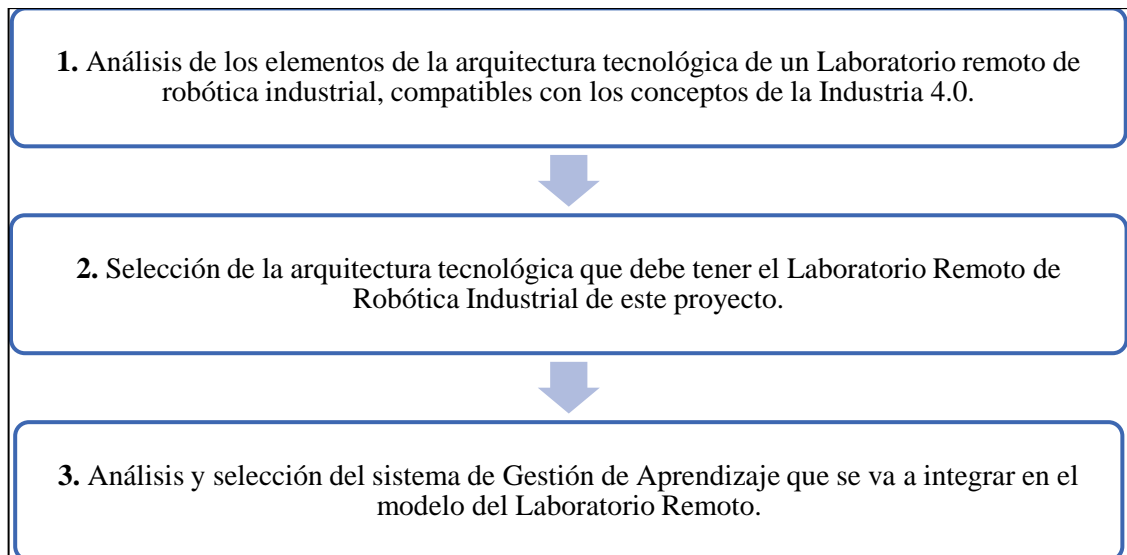 1. Análisis de los elementos de la arquitectura tecnológica de un Laboratorio remoto de
robótica industrial, compatibles con los conceptos de la Industria 4.0.
2. Selección de la arquitectura tecnológica que debe tener el Laboratorio Remoto de
Robótica Industrial de este proyecto.
3. Análisis y selección del sistema de Gestión de Aprendizaje que se va a integrar en el
modelo del Laboratorio Remoto.